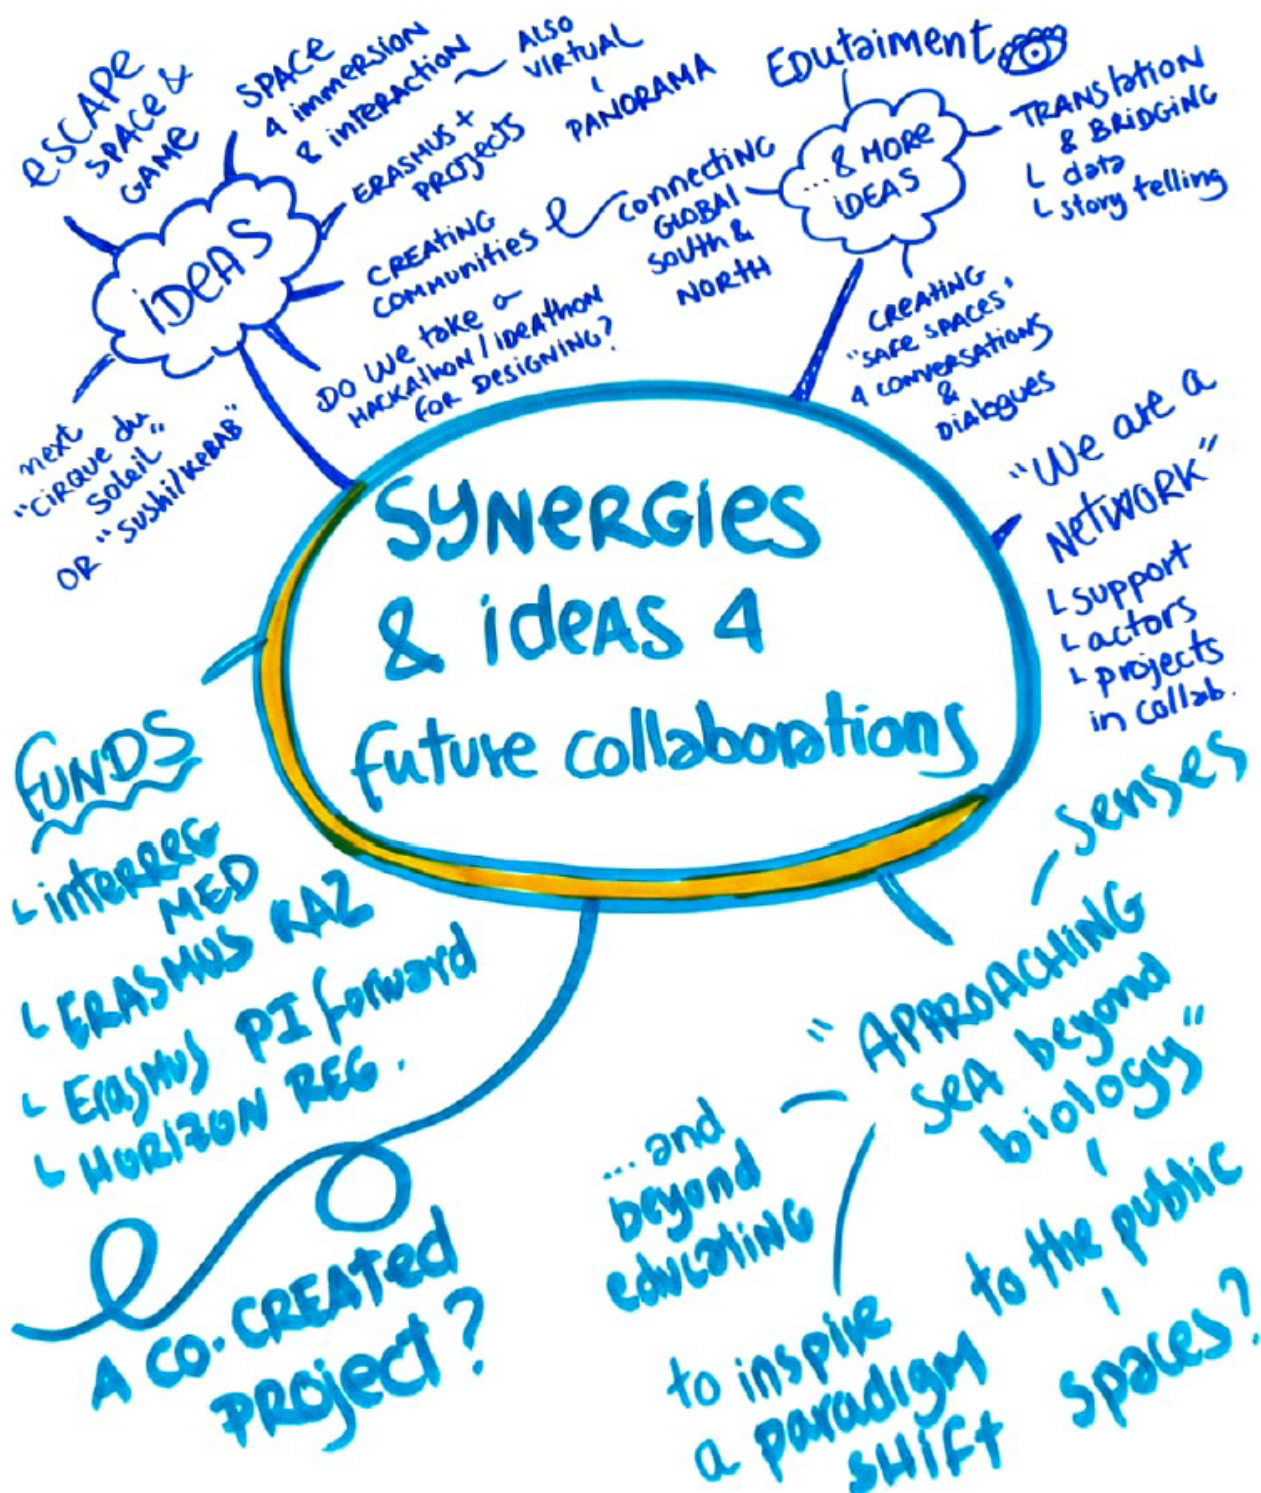 escape
space &
game
space
4 immersion
& interaction
also
virtual
panorama
Erasmus+
projects
creating
communities
connecting
global
south &
north
Do we take a
hackathon / ideathon
for designing?
ideas
next
"cirque du
soleil"
or "sushi/kebab"
Edutaiment
... & more
ideas
translation
& bridging
data
story telling
creating
"safe spaces"
4 conversations
&
dialogues
"We are a
network"
support
actors
projects
in collab.
Synergies
& ideas 4
future collaborations
Funds
interreg
MED
Erasmus KA2
Erasmus PI forward
Horizon REG.
A co-created
project?
senses
"Approaching
sea beyond
biology"
... and
beyond
educating
to inspire
a paradigm
shift
to the public
spaces?